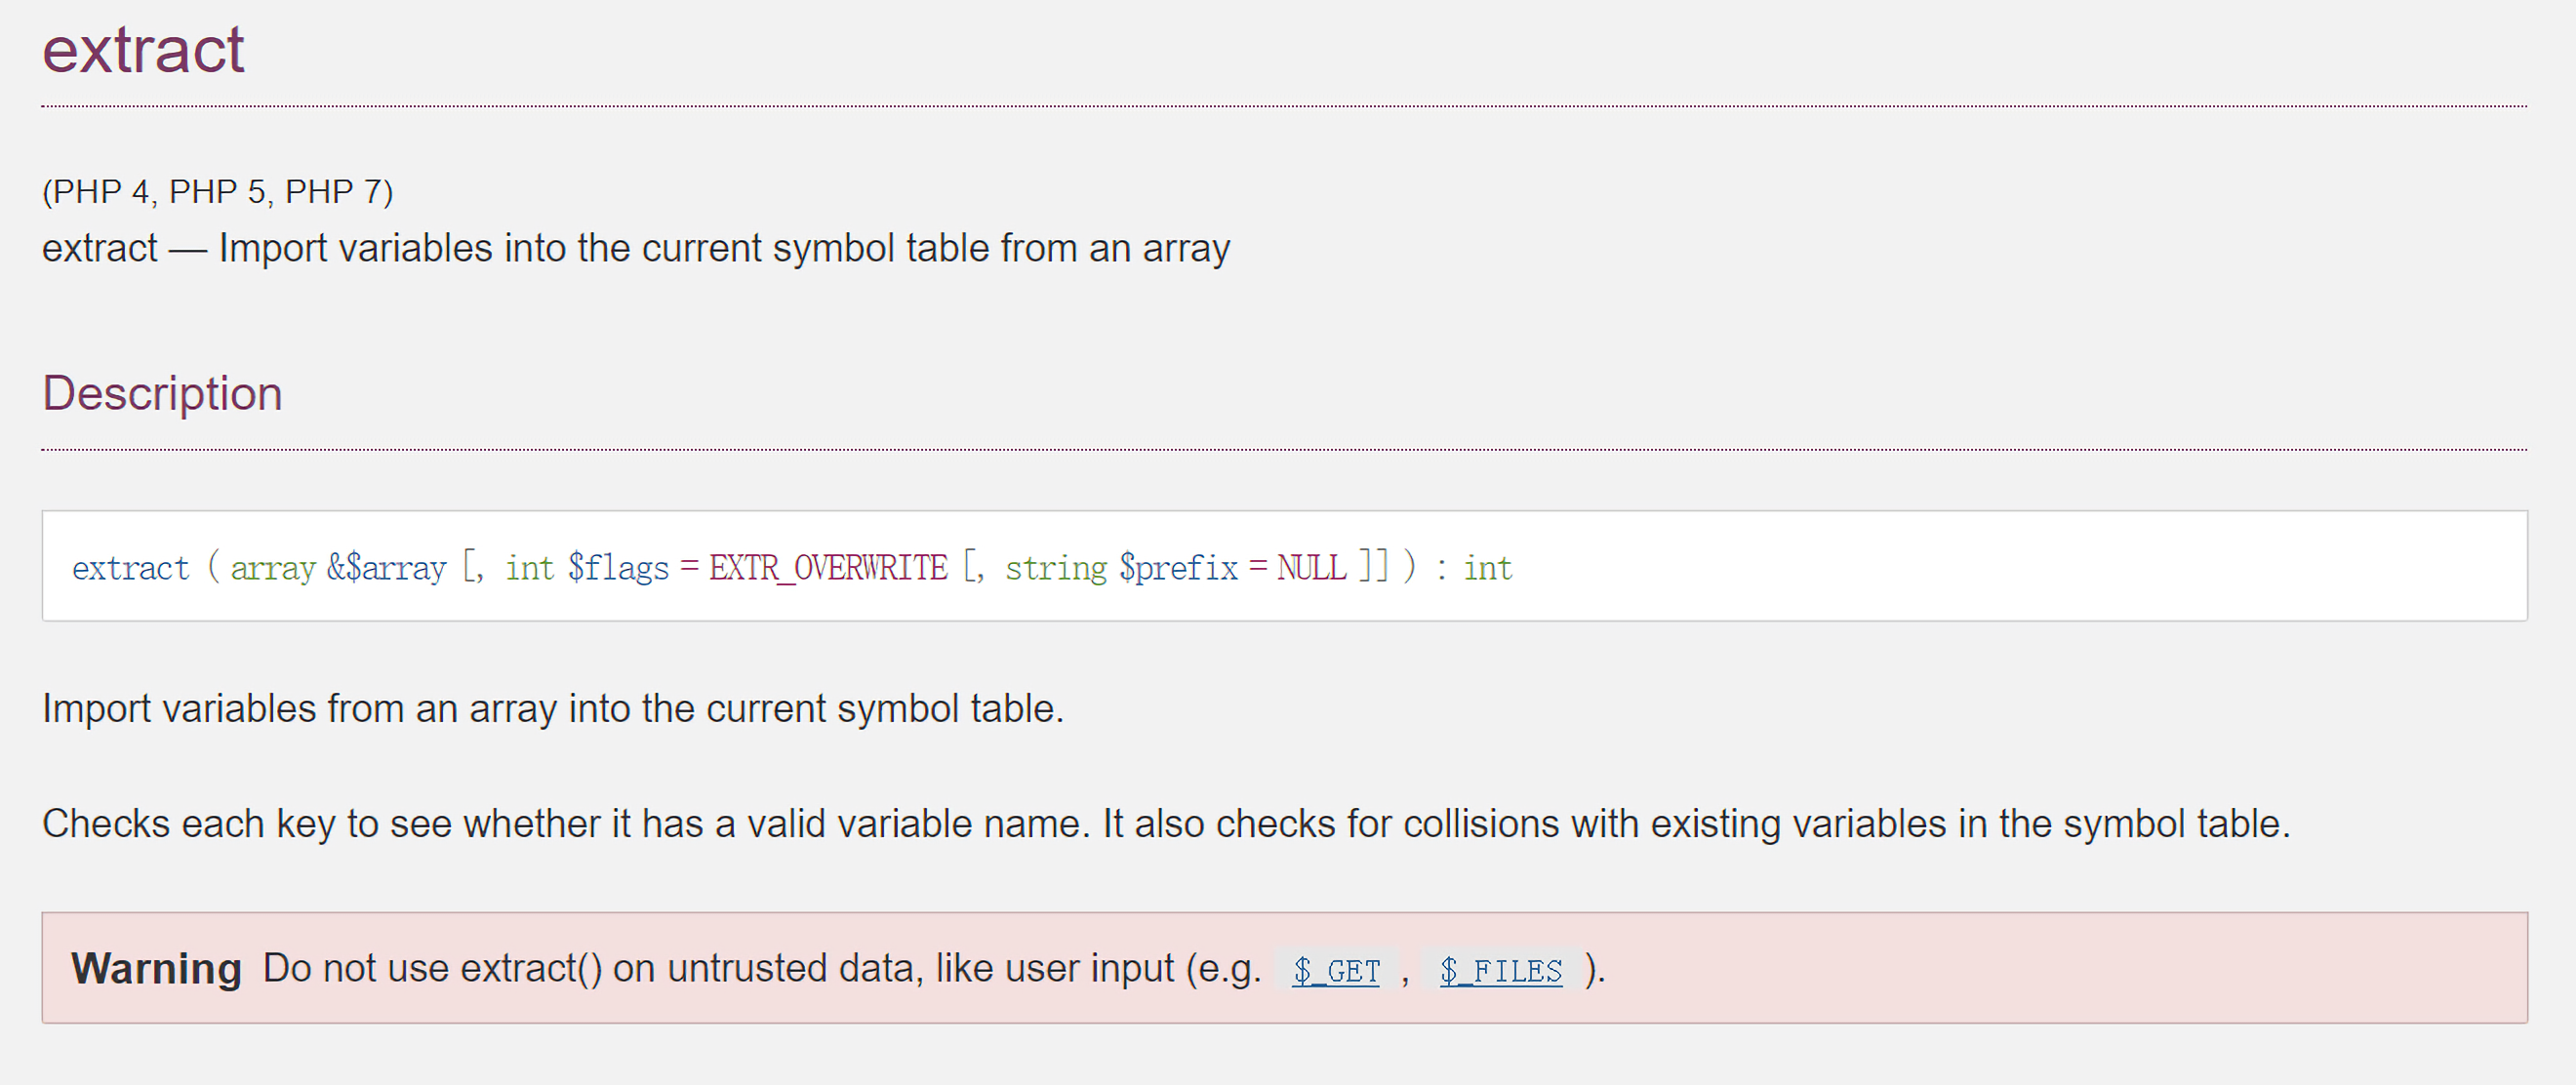 extract
(PHP 4, PHP 5, PHP 7)
extract — Import variables into the current symbol table from an array
Description
extract ( array &$array [, int $flags = EXTR_OVERWRITE [, string $prefix = NULL ]] ) : int
Import variables from an array into the current symbol table.
Checks each key to see whether it has a valid variable name. It also checks for collisions with existing variables in the symbol table.
Warning Do not use extract() on untrusted data, like user input (e.g. $_GET , $_FILES ).